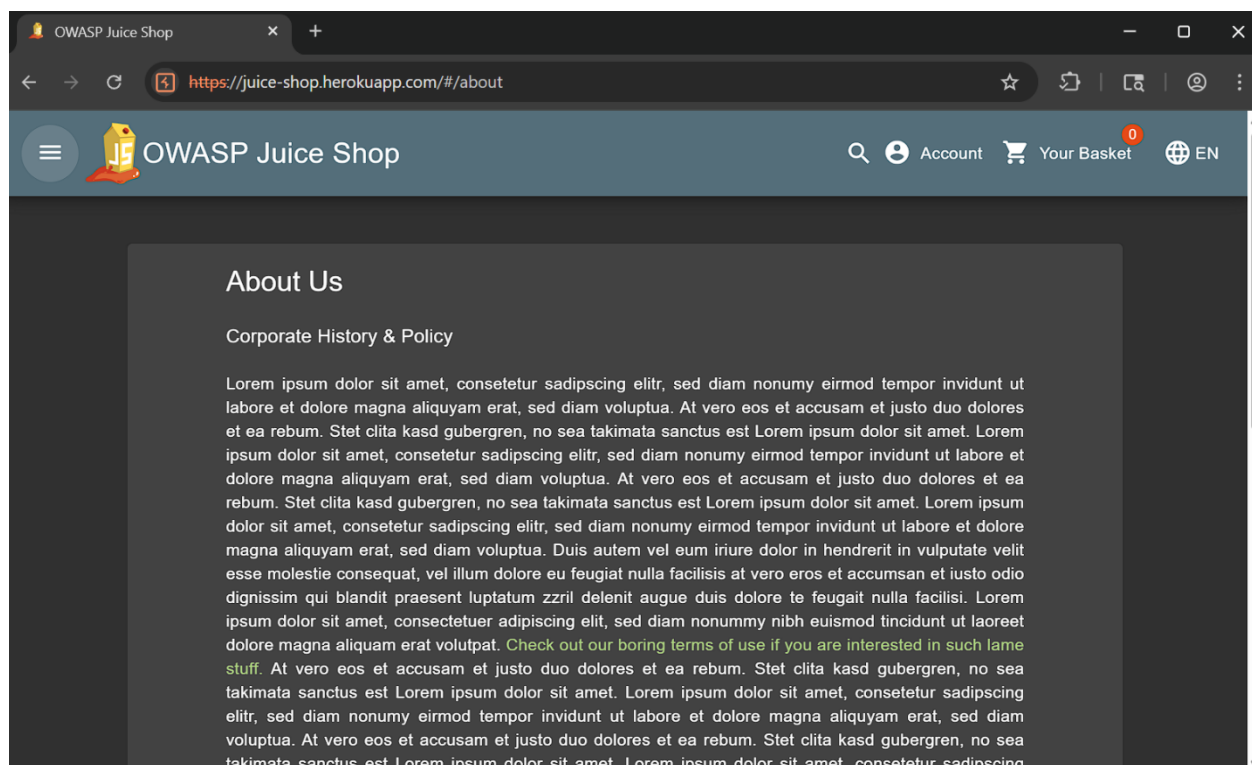 OWASP Juice Shop
https://juice-shop.herokuapp.com/#/about
OWASP Juice Shop
Account
0
Your Basket
EN
About Us
Corporate History & Policy
Lorem ipsum dolor sit amet, consetetur sadipscing elitr, sed diam nonumy eirmod tempor invidunt ut
labore et dolore magna aliquyam erat, sed diam voluptua. At vero eos et accusam et justo duo dolores
et ea rebum. Stet clita kasd gubergren, no sea takimata sanctus est Lorem ipsum dolor sit amet. Lorem
ipsum dolor sit amet, consetetur sadipscing elitr, sed diam nonumy eirmod tempor invidunt ut labore et
dolore magna aliquyam erat, sed diam voluptua. At vero eos et accusam et justo duo dolores et ea
rebum. Stet clita kasd gubergren, no sea takimata sanctus est Lorem ipsum dolor sit amet. Lorem ipsum
dolor sit amet, consetetur sadipscing elitr, sed diam nonumy eirmod tempor invidunt ut labore et dolore
magna aliquyam erat, sed diam voluptua. Duis autem vel eum iriure dolor in hendrerit in vulputate velit
esse molestie consequat, vel illum dolore eu feugiat nulla facilisis at vero eros et accumsan et iusto odio
dignissim qui blandit praesent luptatum zzril delenit augue duis dolore te feugait nulla facilisi. Lorem
ipsum dolor sit amet, consectetuer adipiscing elit, sed diam nonummy nibh euismod tincidunt ut laoreet
dolore magna aliquam erat volutpat. Check out our boring terms of use if you are interested in such lame
stuff. At vero eos et accusam et justo duo dolores et ea rebum. Stet clita kasd gubergren, no sea
takimata sanctus est Lorem ipsum dolor sit amet. Lorem ipsum dolor sit amet, consetetur sadipscing
elitr, sed diam nonumy eirmod tempor invidunt ut labore et dolore magna aliquyam erat, sed diam
voluptua. At vero eos et accusam et justo duo dolores et ea rebum. Stet clita kasd gubergren, no sea
takimata sanctus est Lorem ipsum dolor sit amet. Lorem ipsum dolor sit amet, consetetur sadipscing